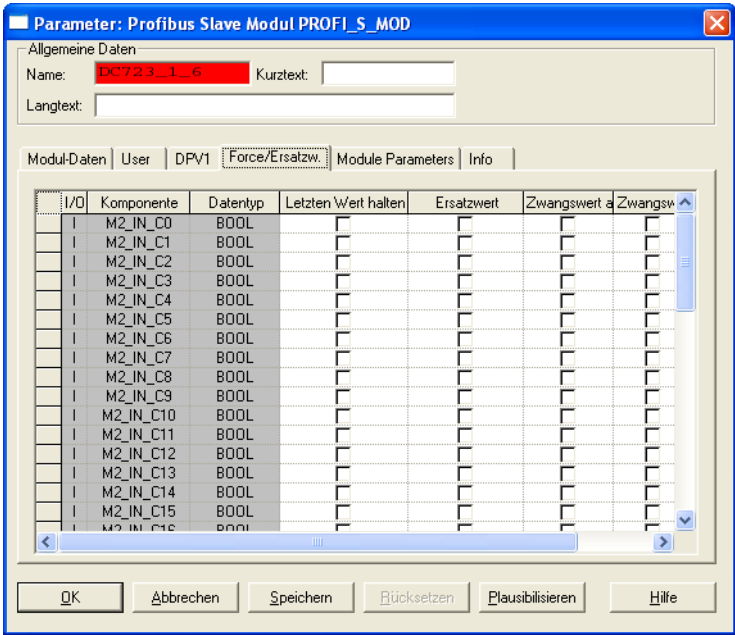 Parameter: Profibus Slave Modul PROFI_S_MOD
Allgemeine Daten
Name: DC723_1_6 Kurztext:
Langtext:
Modul-Daten User DPV1 Force/Ersatzw. Module Parameters Info
I/O Komponente Datentyp Letzten Wert halten Ersatzwert Zwangswert a Zwangsw
I M2_IN_C0 BOOL
I M2_IN_C1 BOOL
I M2_IN_C2 BOOL
I M2_IN_C3 BOOL
I M2_IN_C4 BOOL
I M2_IN_C5 BOOL
I M2_IN_C6 BOOL
I M2_IN_C7 BOOL
I M2_IN_C8 BOOL
I M2_IN_C9 BOOL
I M2_IN_C10 BOOL
I M2_IN_C11 BOOL
I M2_IN_C12 BOOL
I M2_IN_C13 BOOL
I M2_IN_C14 BOOL
I M2_IN_C15 BOOL
I M2_IN_C16 BOOL
OK Abbrechen Speichern Rücksetzen Plausibilisieren Hilfe